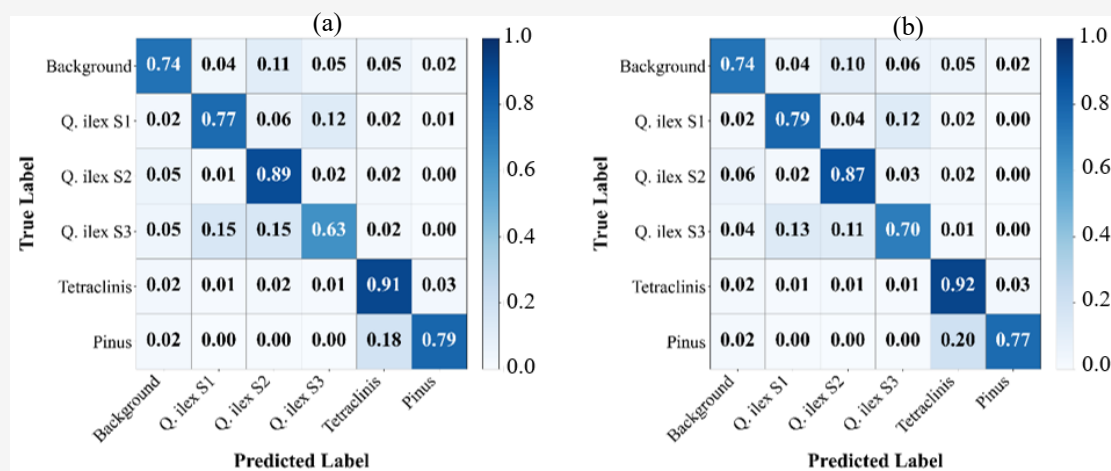 (a)
Background 0.74 0.04 0.11 0.05 0.05 0.02
Q. ilex S1 0.02 0.77 0.06 0.12 0.02 0.01
Q. ilex S2 0.05 0.01 0.89 0.02 0.02 0.00
Q. ilex S3 0.05 0.15 0.15 0.63 0.02 0.00
Tetraclinis 0.02 0.01 0.02 0.01 0.91 0.03
Pinus 0.02 0.00 0.00 0.00 0.18 0.79
True Label
Background Q. ilex S1 Q. ilex S2 Q. ilex S3 Tetraclinis Pinus
Predicted Label
1.0
0.8
0.6
0.4
0.2
0.0
(b)
Background 0.74 0.04 0.10 0.06 0.05 0.02
Q. ilex S1 0.02 0.79 0.04 0.12 0.02 0.00
Q. ilex S2 0.06 0.02 0.87 0.03 0.02 0.00
Q. ilex S3 0.04 0.13 0.11 0.70 0.01 0.00
Tetraclinis 0.02 0.01 0.01 0.01 0.92 0.03
Pinus 0.02 0.00 0.00 0.00 0.20 0.77
True Label
Background Q. ilex S1 Q. ilex S2 Q. ilex S3 Tetraclinis Pinus
Predicted Label
1.0
0.8
0.6
0.4
0.2
0.0